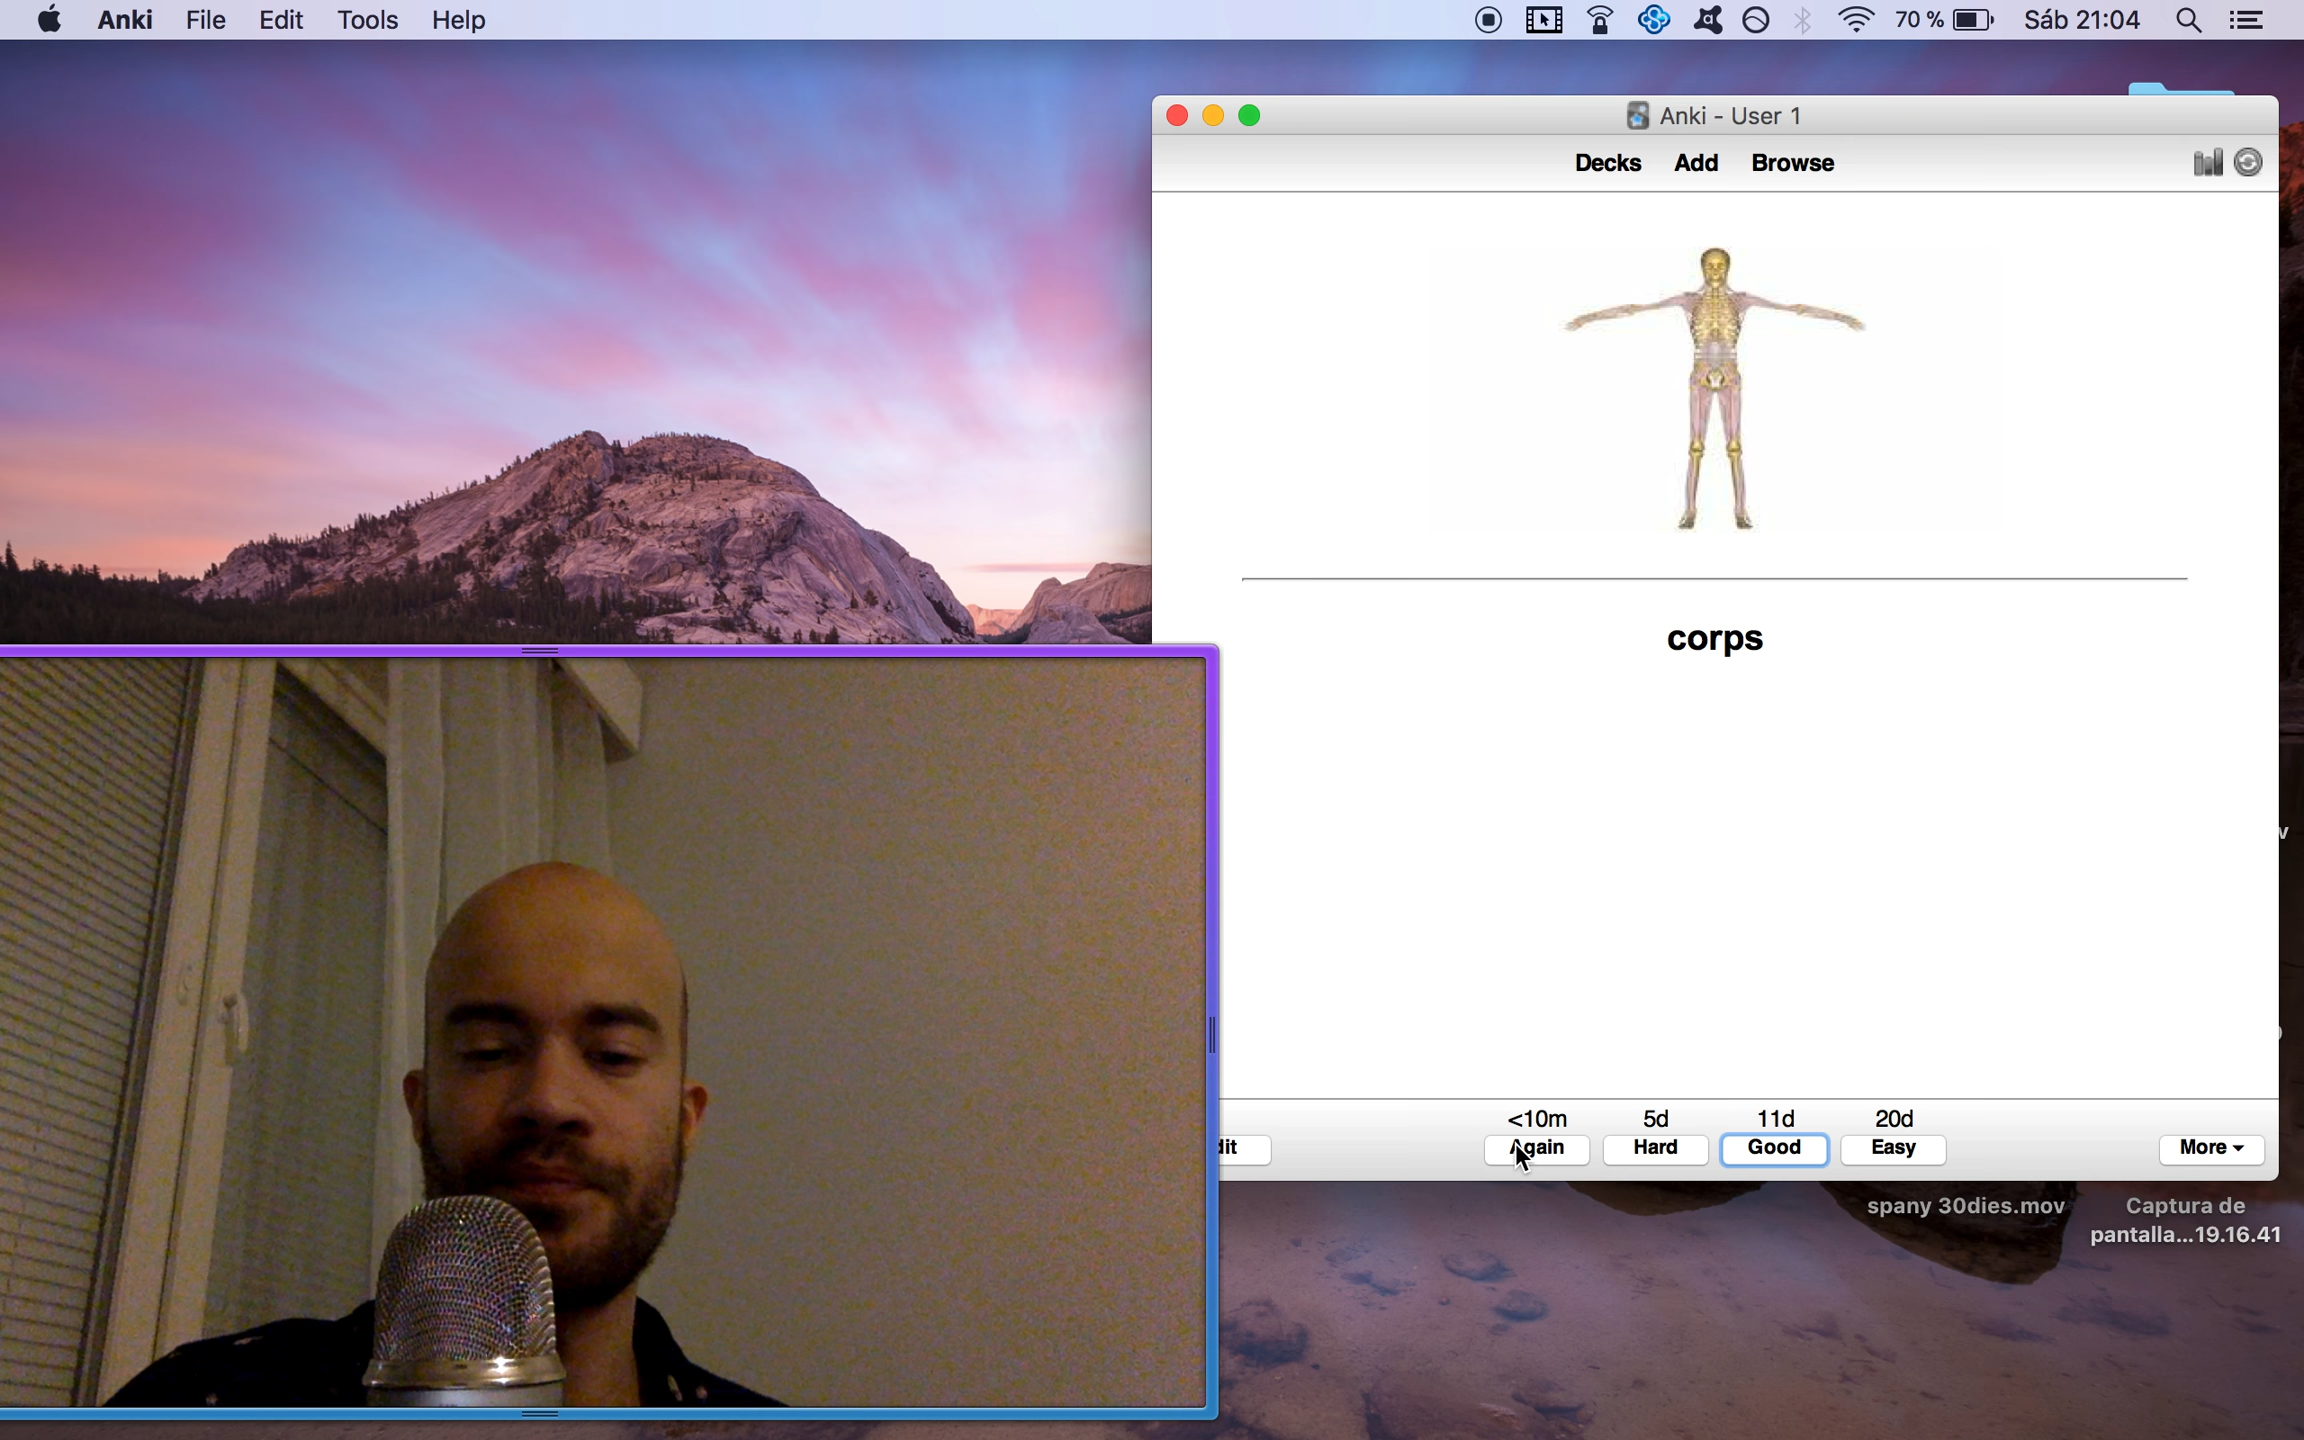 Anki File Edit Tools Help 70 % Sáb 21:04
Anki - User 1
Decks Add Browse
corps
<10m 5d 11d 20d
dit Again Hard Good Easy More
spany 30dies.mov
Captura de
pantalla...19.16.41